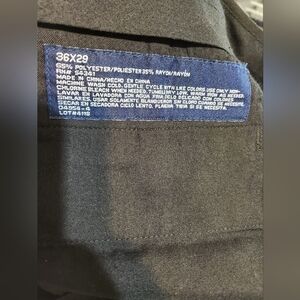 36X29
65% POLYESTER/POLIESTER 35% RAYON/RAYÓN
RN# 54341
MADE IN CHINA/HECHO EN CHINA
MACHINE WASH COLD, GENTLE CYCLE WITH LIKE COLORS USE ONLY NON-
CHLORINE BLEACH WHEN NEEDED. TUMBLE DRY LOW. WARM IRON AS NEEDED
LAVAR EN LAVADORA CON AGUA FRIA, CICLO DELICADO CON COLORES
SIMILARES. USAR SOLAMENTE BLANQUEADOR SIN CLORO CUANDO SE NECESITE.
SECAR EN SECADORA CICLO LENTO. PLANCHA TIBIA SI SE NECESITA.
LOT#4118